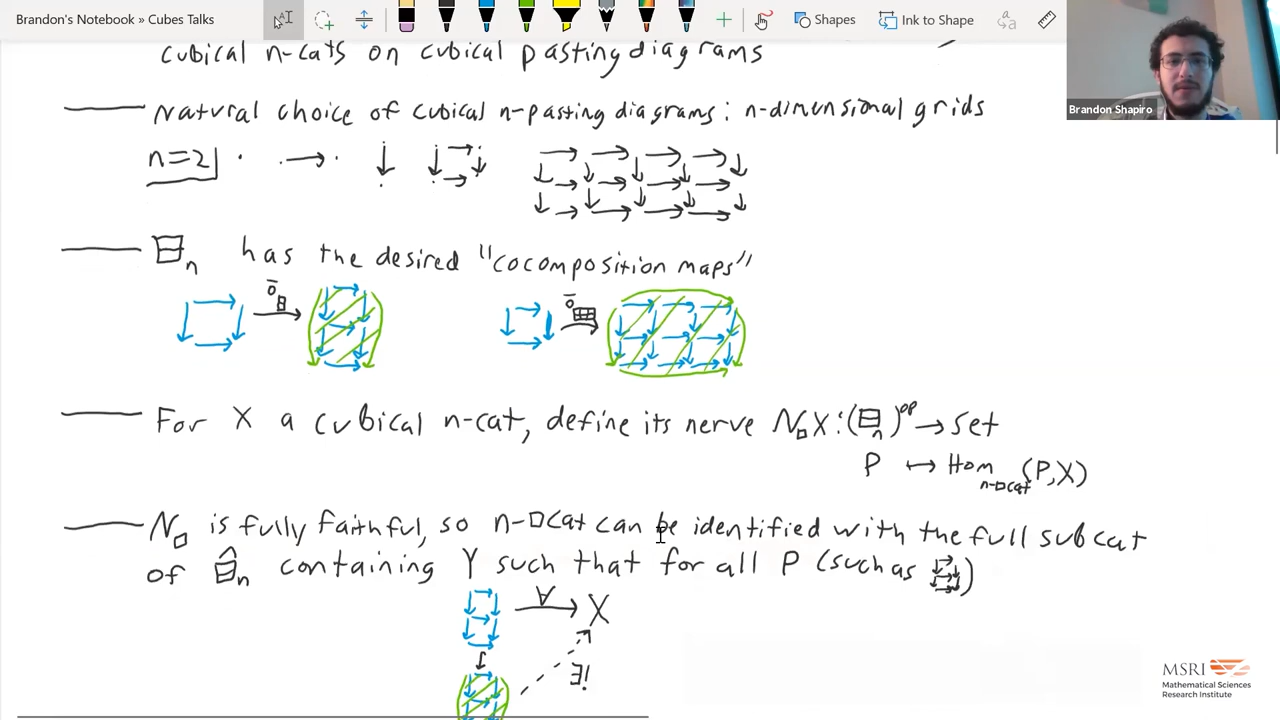 Brandon's Notebook » Cubes Talks
Shapes
Ink to Shape
cubical n-cats on cubical pasting diagrams
Brandon Shapiro
Natural choice of cubical n-pasting diagrams: n-dimensional grids
n=2
⊟n has the desired "cocomposition maps"
For X a cubical n-cat, define its nerve N□X : (⊟n)^op → Set
P ↦ Hom n-□cat (P, X)
N□ is fully faithful, so n-□Cat can be identified with the full subcat
of ⊟̂n containing Y such that for all P (such as )
∀ X
∃!
MSRI
Mathematical Sciences
Research Institute